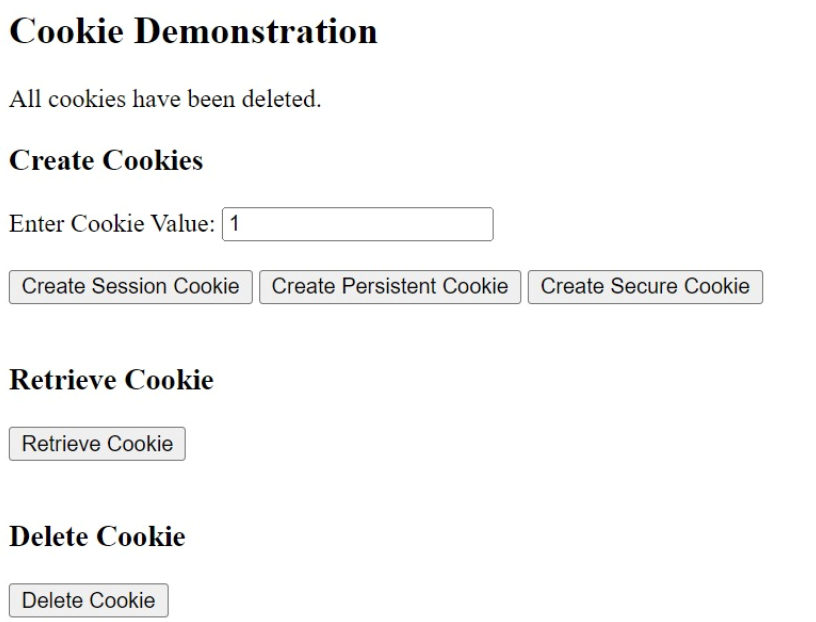 Cookie Demonstration
All cookies have been deleted.
Create Cookies
Enter Cookie Value: 1
Create Session Cookie Create Persistent Cookie Create Secure Cookie
Retrieve Cookie
Retrieve Cookie
Delete Cookie
Delete Cookie